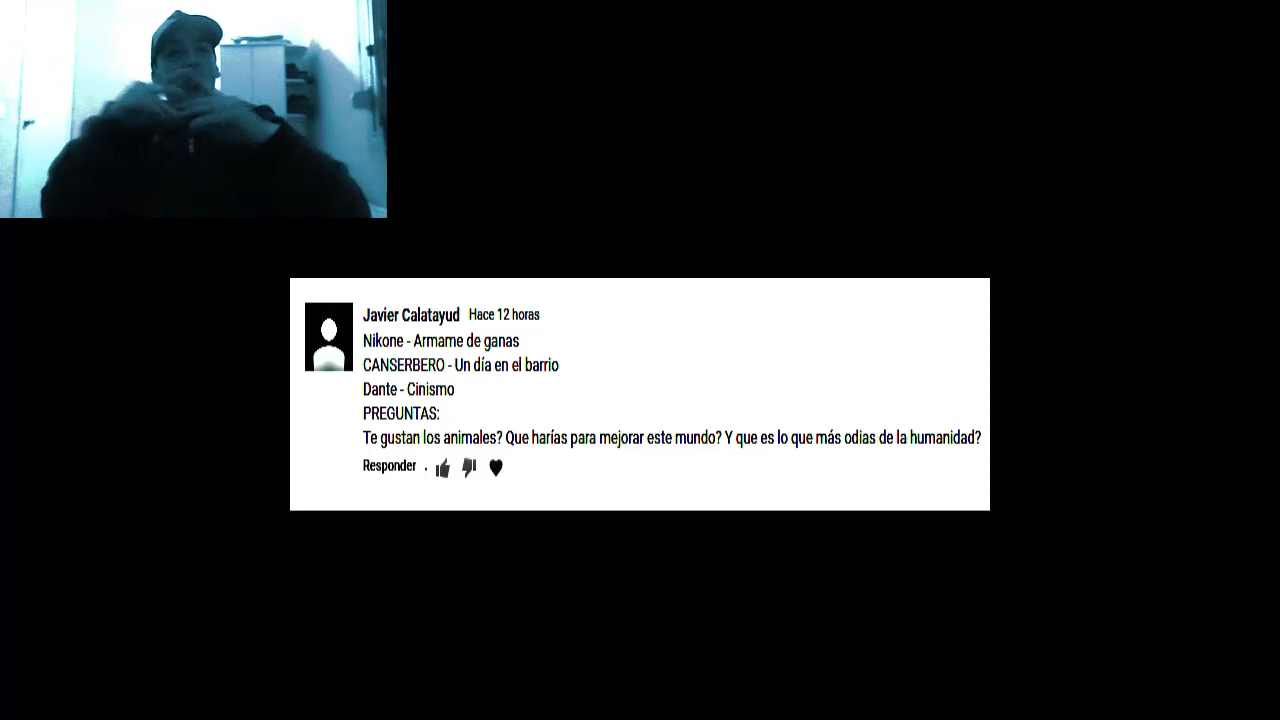 Javier Calatayud Hace 12 horas
Nikone - Armame de ganas
CANSERBERO - Un día en el barrio
Dante - Cinismo
PREGUNTAS:
Te gustan los animales? Que harías para mejorar este mundo? Y que es lo que más odias de la humanidad?
Responder .